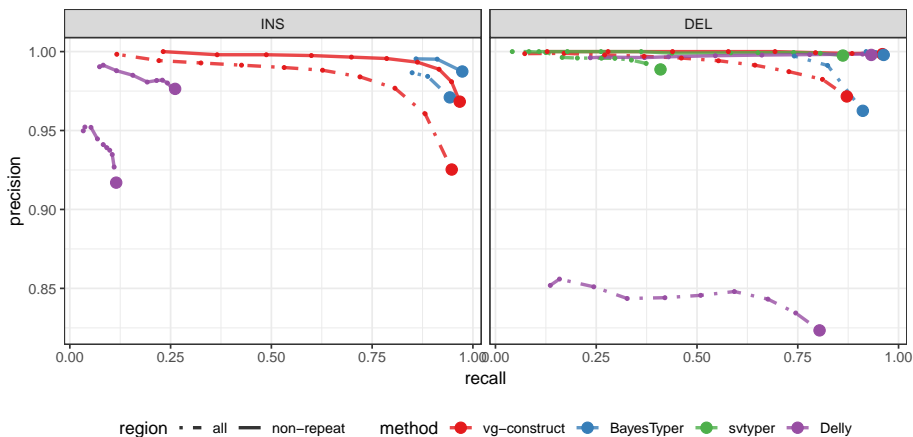 INS DEL
1.00
0.95
0.90
0.85
precision
0.00 0.25 0.50 0.75 1.00 0.00 0.25 0.50 0.75 1.00
recall
region all non-repeat method vg-construct BayesTyper svtyper Delly